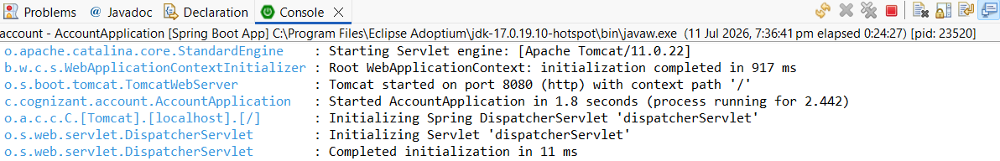 Problems @ Javadoc Declaration Console
account - AccountApplication [Spring Boot App] C:\Program Files\Eclipse Adoptium\jdk-17.0.19.10-hotspot\bin\javaw.exe (11 Jul 2026, 7:36:41 pm elapsed 0:24:27) [pid: 23520]
o.apache.catalina.core.StandardEngine : Starting Servlet engine: [Apache Tomcat/11.0.22]
b.w.c.s.WebApplicationContextInitializer : Root WebApplicationContext: initialization completed in 917 ms
o.s.boot.tomcat.TomcatWebServer : Tomcat started on port 8080 (http) with context path '/'
c.cognizant.account.AccountApplication : Started AccountApplication in 1.8 seconds (process running for 2.442)
o.a.c.c.C.[Tomcat].[localhost].[/] : Initializing Spring DispatcherServlet 'dispatcherServlet'
o.s.web.servlet.DispatcherServlet : Initializing Servlet 'dispatcherServlet'
o.s.web.servlet.DispatcherServlet : Completed initialization in 11 ms